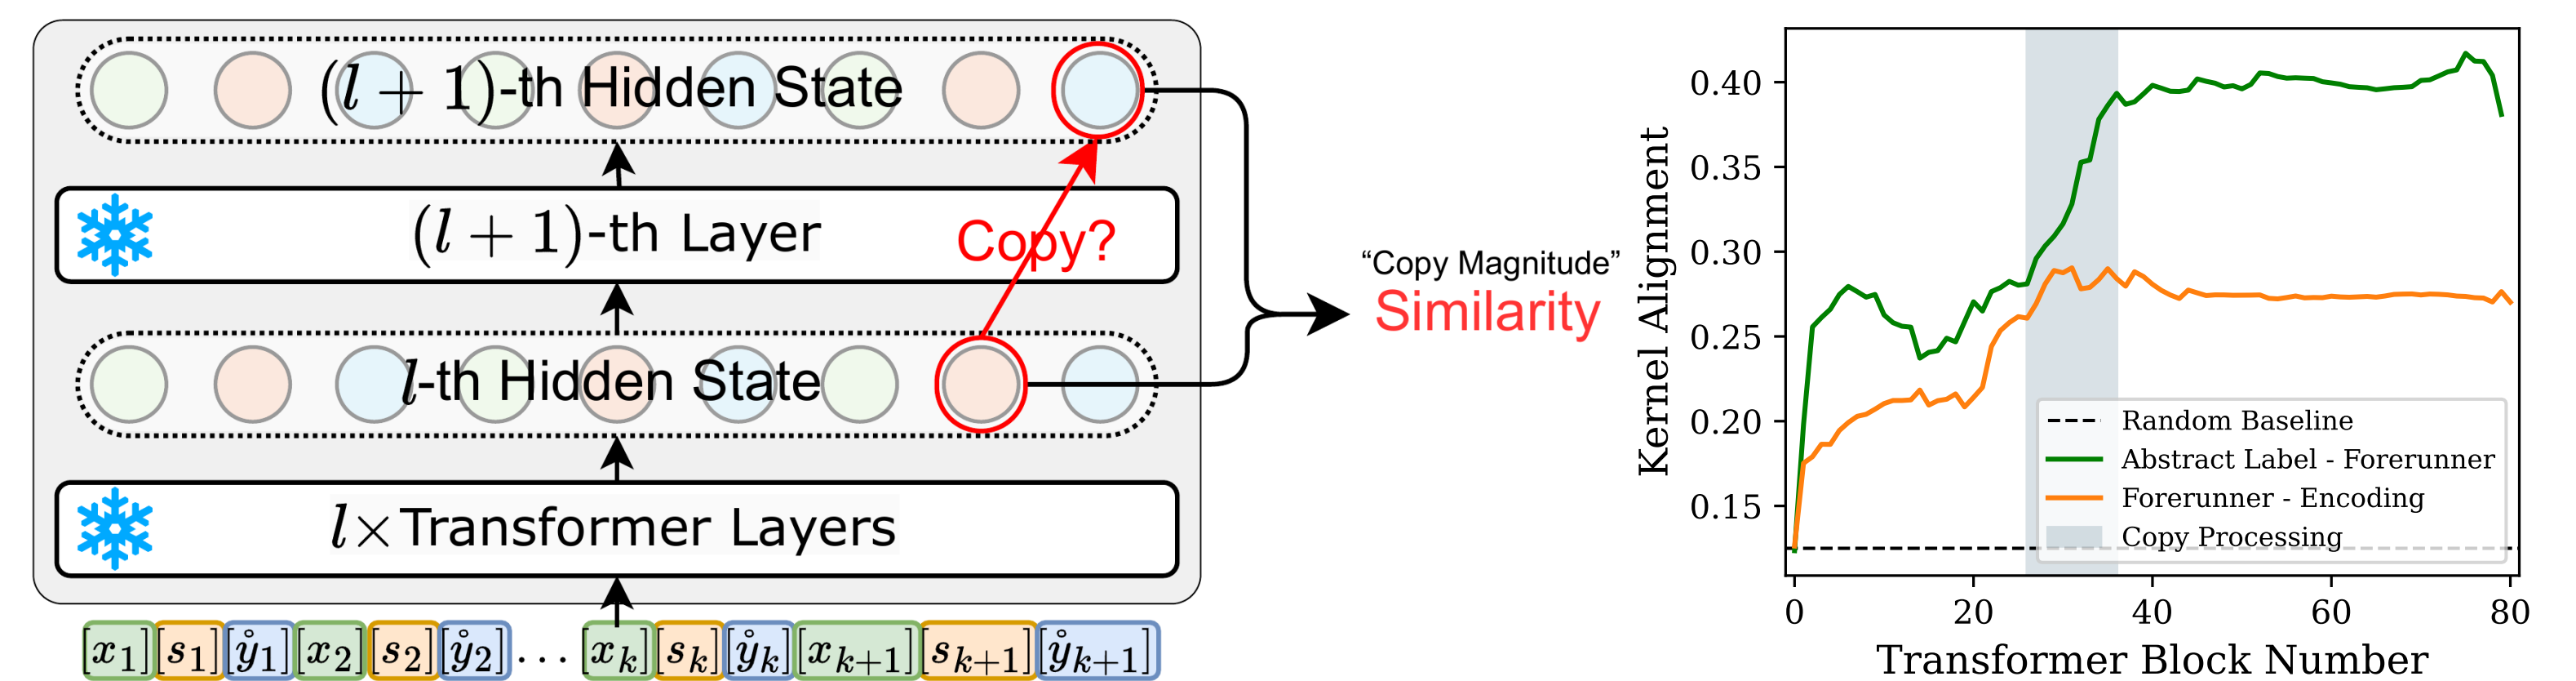 (l + 1)-th Hidden State
(l + 1)-th Layer
Copy?
l-th Hidden State
l×Transformer Layers
[x₁][s₁][ẙ₁][x₂][s₂][ẙ₂]...[xₖ][sₖ][ẙₖ][xₖ₊₁][sₖ₊₁][ẙₖ₊₁]
“Copy Magnitude”
Similarity
Kernel Alignment
0.40
0.35
0.30
0.25
0.20
0.15
Random Baseline
Abstract Label - Forerunner
Forerunner - Encoding
Copy Processing
0 20 40 60 80
Transformer Block Number